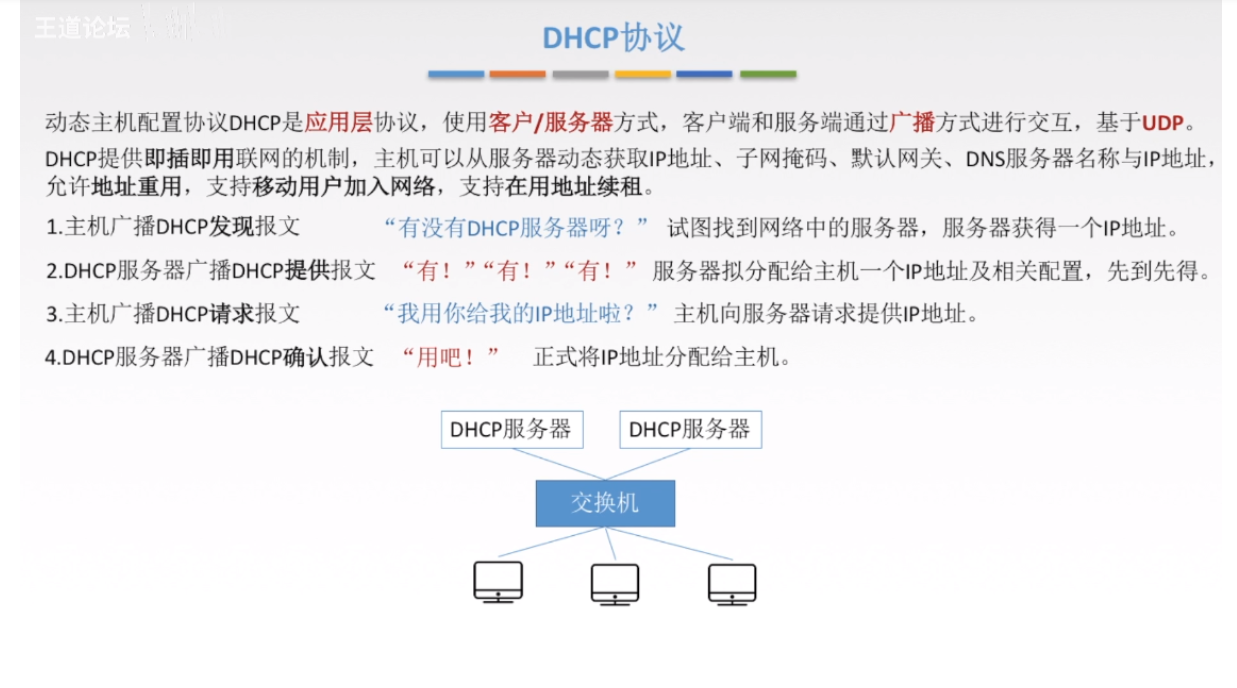 王道论坛
DHCP协议
动态主机配置协议DHCP是应用层协议，使用客户/服务器方式，客户端和服务端通过广播方式进行交互，基于UDP。
DHCP提供即插即用联网的机制，主机可以从服务器动态获取IP地址、子网掩码、默认网关、DNS服务器名称与IP地址，
允许地址重用，支持移动用户加入网络，支持在用地址续租。
1.主机广播DHCP发现报文 “有没有DHCP服务器呀？” 试图找到网络中的服务器，服务器获得一个IP地址。
2.DHCP服务器广播DHCP提供报文 “有！”“有！”“有！” 服务器拟分配给主机一个IP地址及相关配置，先到先得。
3.主机广播DHCP请求报文 “我用你给我的IP地址啦？” 主机向服务器请求提供IP地址。
4.DHCP服务器广播DHCP确认报文 “用吧！” 正式将IP地址分配给主机。
DHCP服务器 DHCP服务器
交换机